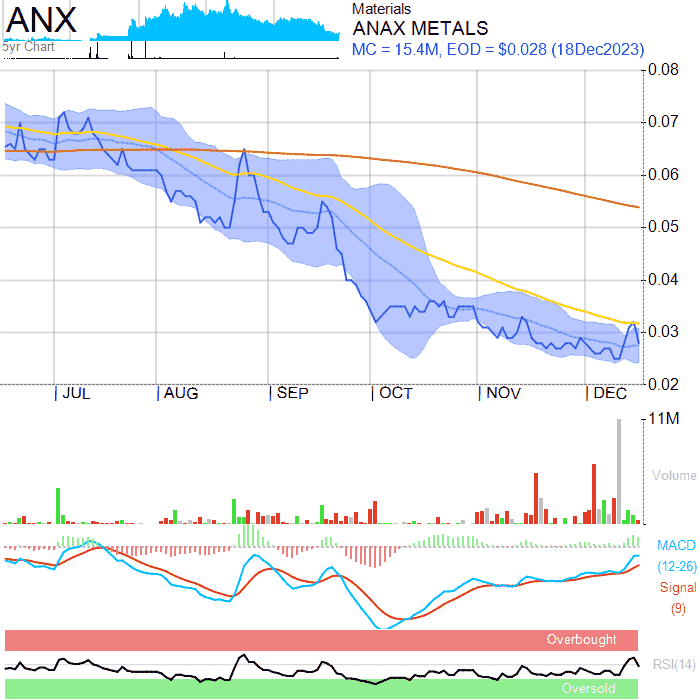 ANX
5yr Chart
Materials
ANAX METALS
MC = 15.4M, EOD = $0.028 (18Dec2023)
0.08
0.07
0.06
0.05
0.04
0.03
0.02
JUL AUG SEP OCT NOV DEC
11M
Volume
MACD
(12-26)
Signal
(9)
Overbought
RSI(14)
Oversold